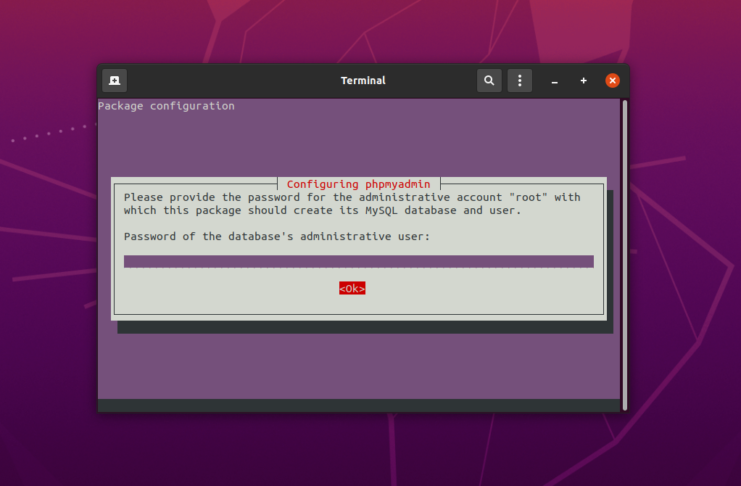 Terminal
Package configuration
Configuring phpmyadmin
Please provide the password for the administrative account "root" with
which this package should create its MySQL database and user.
Password of the database's administrative user:
<Ok>